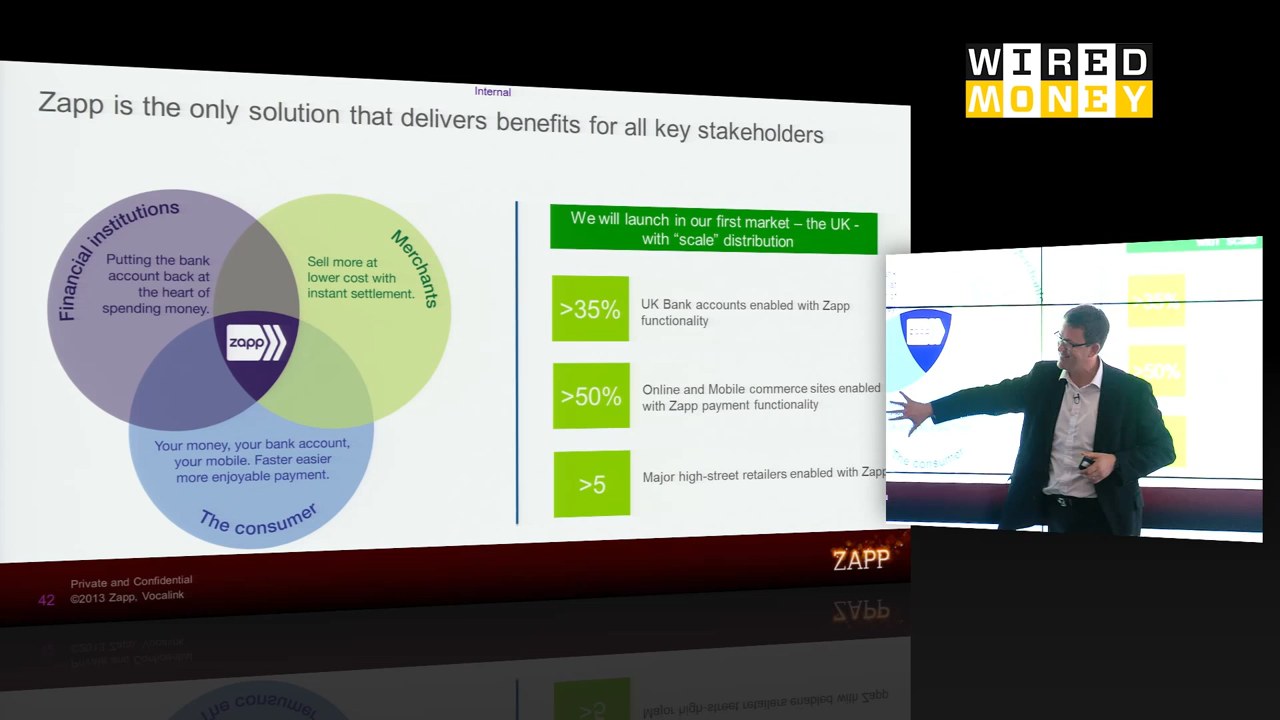 WIRED
MONEY
Internal
Zapp is the only solution that delivers benefits for all key stakeholders
Financial institutions
Putting the bank
account back at
the heart of
spending money.
Merchants
Sell more at
lower cost with
instant settlement.
zapp
Your money, your bank account,
your mobile. Faster easier
more enjoyable payment.
The consumer
We will launch in our first market – the UK -
with “scale” distribution
>35%
UK Bank accounts enabled with Zapp
functionality
>50%
Online and Mobile commerce sites enabled
with Zapp payment functionality
>5
Major high-street retailers enabled with Zapp
42
Private and Confidential
©2013 Zapp, Vocalink
ZAPP
zapp
The consumer
>35%
>50%